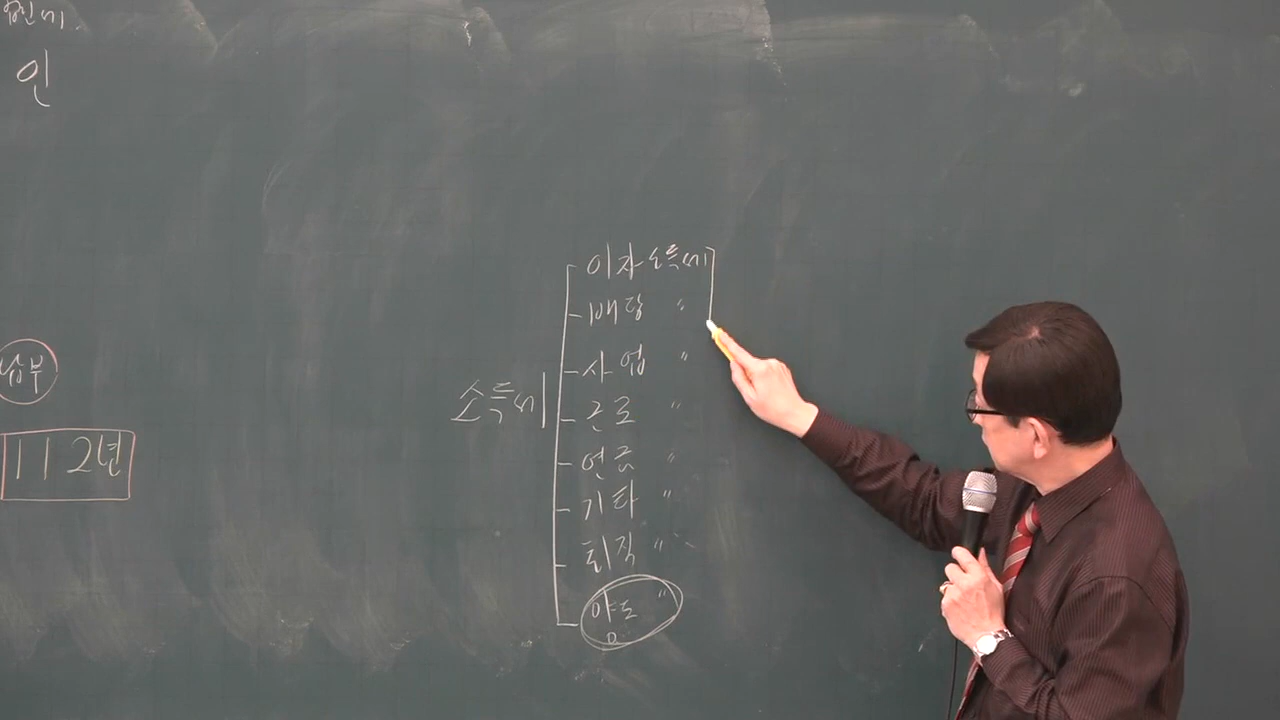 인
납부
112년
소득세
이자소득세
배당 〃
사업 〃
근로 〃
연금 〃
기타 〃
퇴직 〃
양도 〃